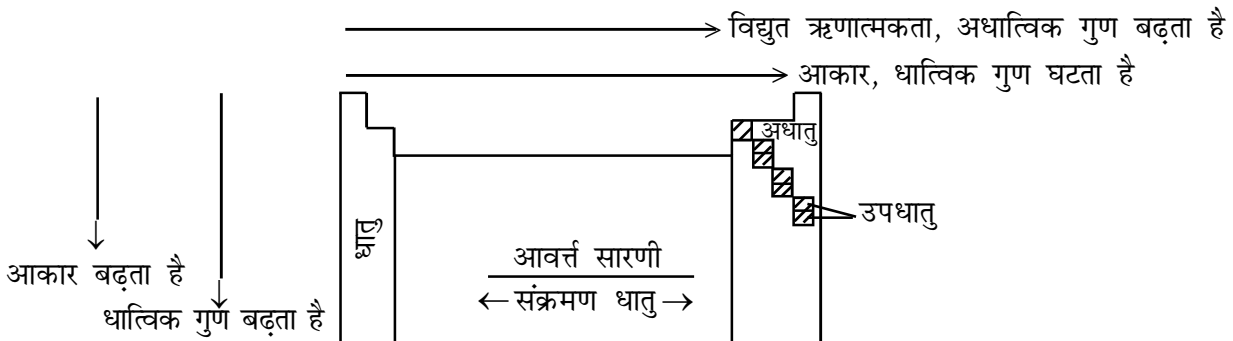 विद्युत ऋणात्मकता, अधात्विक गुण बढ़ता है
आकार, धात्विक गुण घटता है
अधातु
धातु
उपधातु
आवर्त्त सारणी
संक्रमण धातु
आकार बढ़ता है
धात्विक गुण बढ़ता है